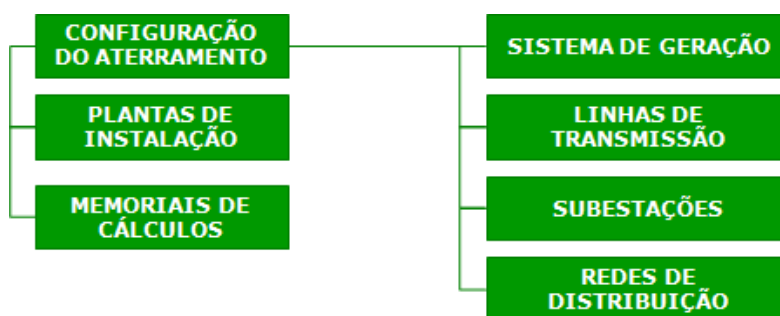 CONFIGURAÇÃO
DO ATERRAMENTO
PLANTAS DE
INSTALAÇÃO
MEMORIAIS DE
CÁLCULOS
SISTEMA DE GERAÇÃO
LINHAS DE
TRANSMISSÃO
SUBESTAÇÕES
REDES DE
DISTRIBUIÇÃO